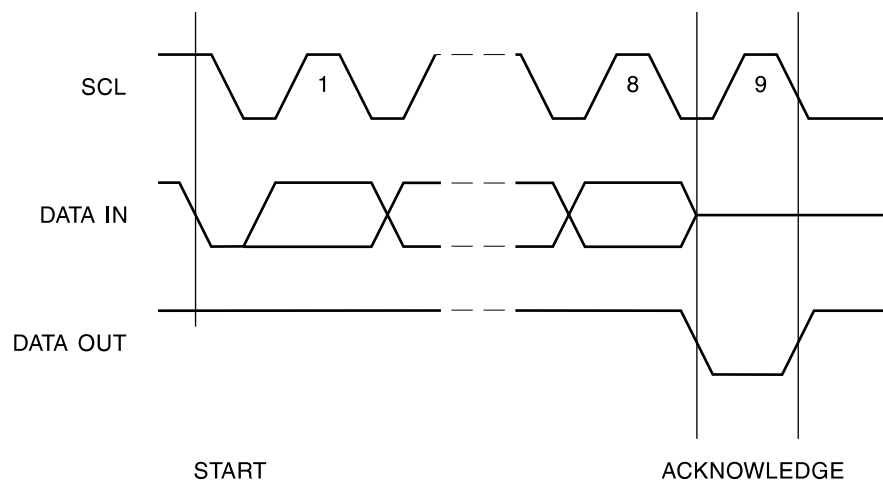 SCL
1
8
9
DATA IN
DATA OUT
START
ACKNOWLEDGE